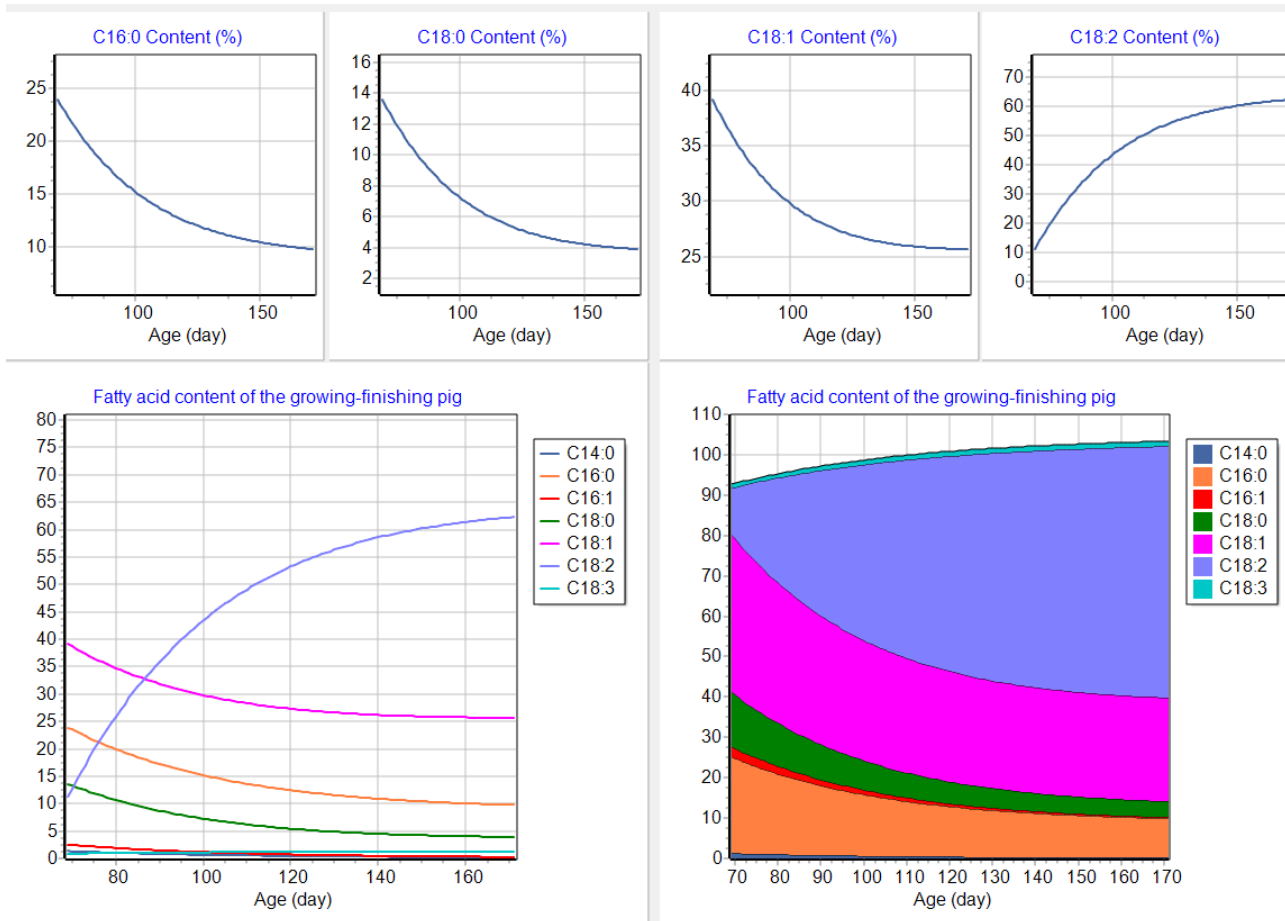 C16:0 Content (%)
25
20
15
10
100 150
Age (day)
C18:0 Content (%)
16
14
12
10
8
6
4
2
100 150
Age (day)
C18:1 Content (%)
40
35
30
25
100 150
Age (day)
C18:2 Content (%)
70
60
50
40
30
20
10
0
100 150
Age (day)
Fatty acid content of the growing-finishing pig
80
75
70
65
60
55
50
45
40
35
30
25
20
15
10
5
0
80 100 120 140 160
Age (day)
C14:0
C16:0
C16:1
C18:0
C18:1
C18:2
C18:3
Fatty acid content of the growing-finishing pig
110
100
90
80
70
60
50
40
30
20
10
0
70 80 90 100 110 120 130 140 150 160 170
Age (day)
C14:0
C16:0
C16:1
C18:0
C18:1
C18:2
C18:3